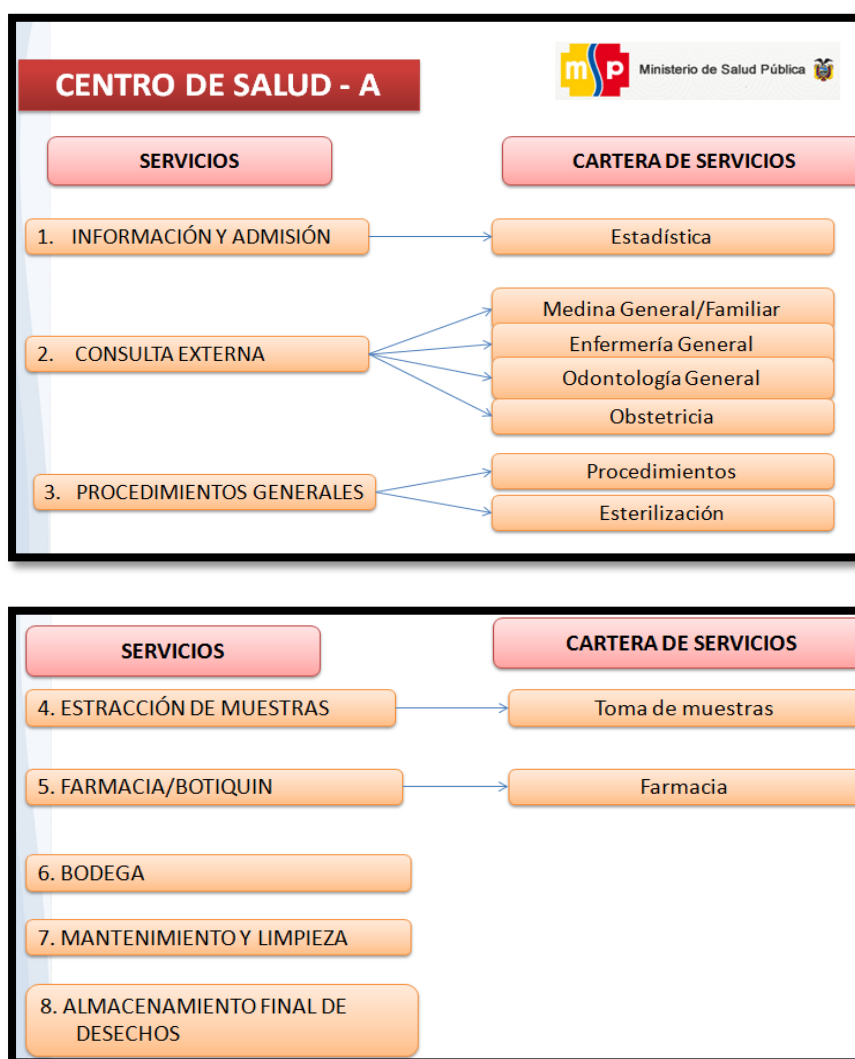 CENTRO DE SALUD - A
msp Ministerio de Salud Pública
SERVICIOS
CARTERA DE SERVICIOS
1. INFORMACIÓN Y ADMISIÓN
Estadística
2. CONSULTA EXTERNA
Medina General/Familiar
Enfermería General
Odontología General
Obstetricia
3. PROCEDIMIENTOS GENERALES
Procedimientos
Esterilización
SERVICIOS
CARTERA DE SERVICIOS
4. ESTRACCIÓN DE MUESTRAS
Toma de muestras
5. FARMACIA/BOTIQUIN
Farmacia
6. BODEGA
7. MANTENIMIENTO Y LIMPIEZA
8. ALMACENAMIENTO FINAL DE
DESECHOS